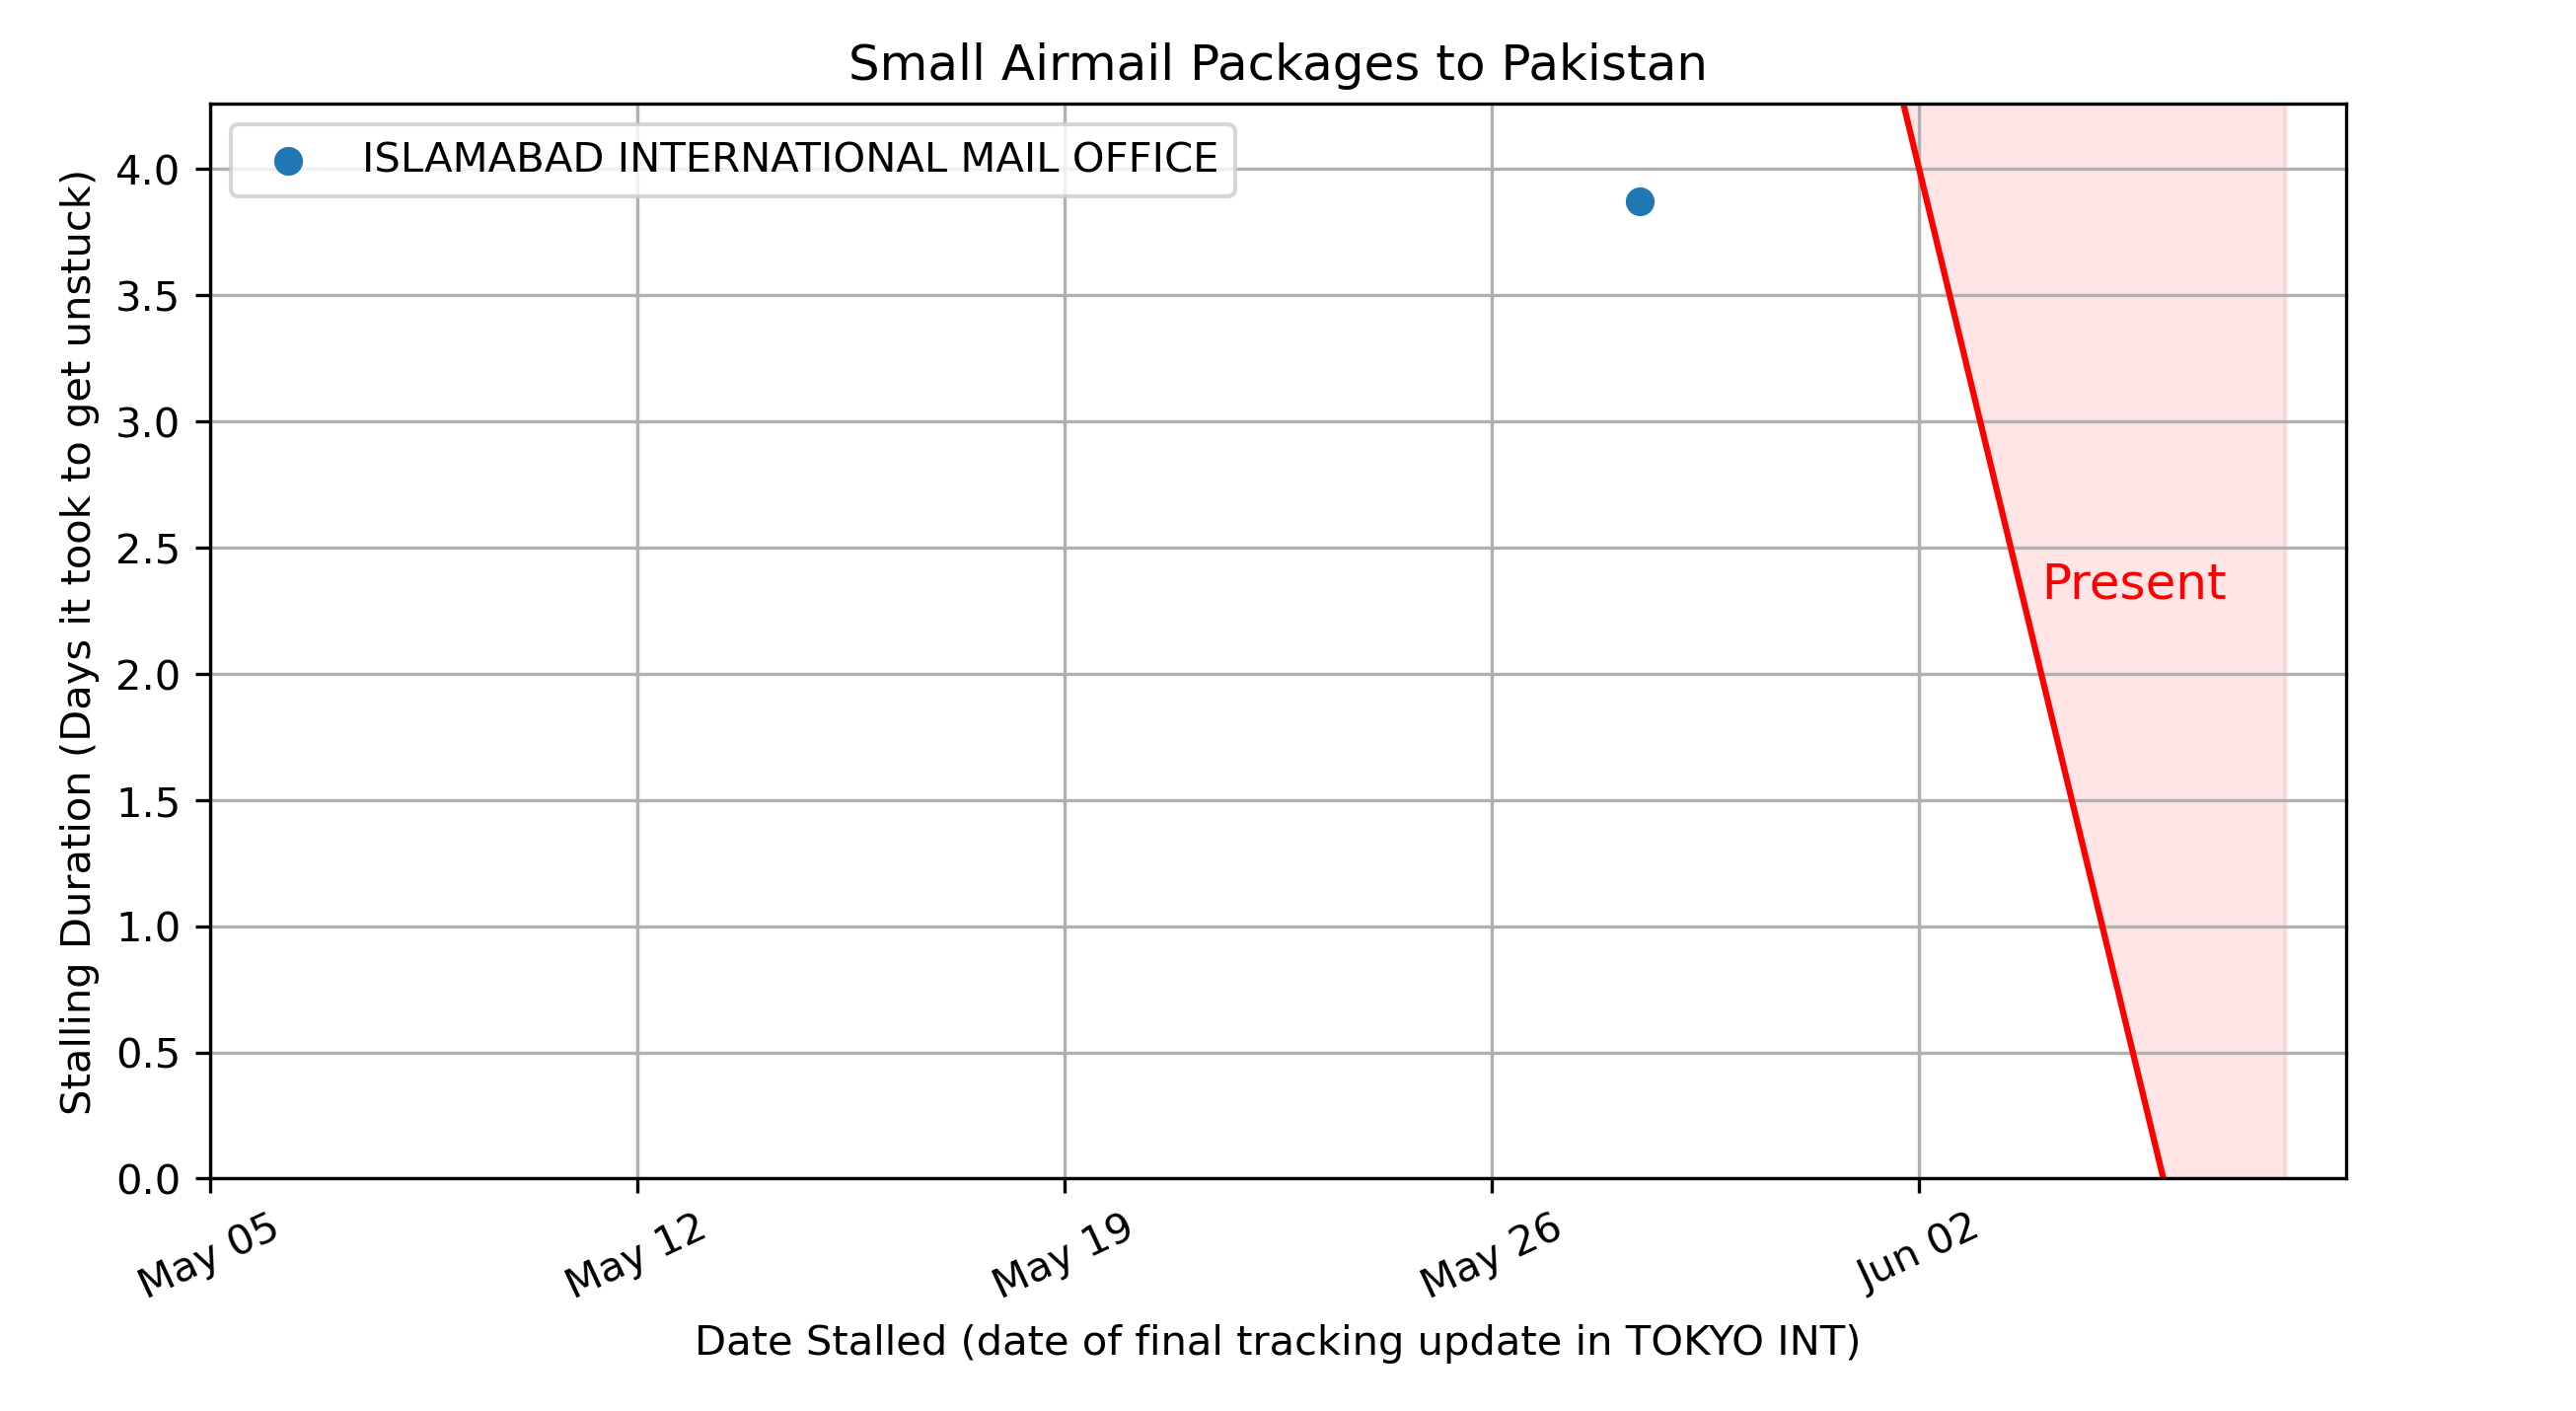 Small Airmail Packages to Pakistan
ISLAMABAD INTERNATIONAL MAIL OFFICE
Stalling Duration (Days it took to get unstuck)
4.0
3.5
3.0
2.5
2.0
1.5
1.0
0.5
0.0
Present
May 05
May 12
May 19
May 26
Jun 02
Date Stalled (date of final tracking update in TOKYO INT)